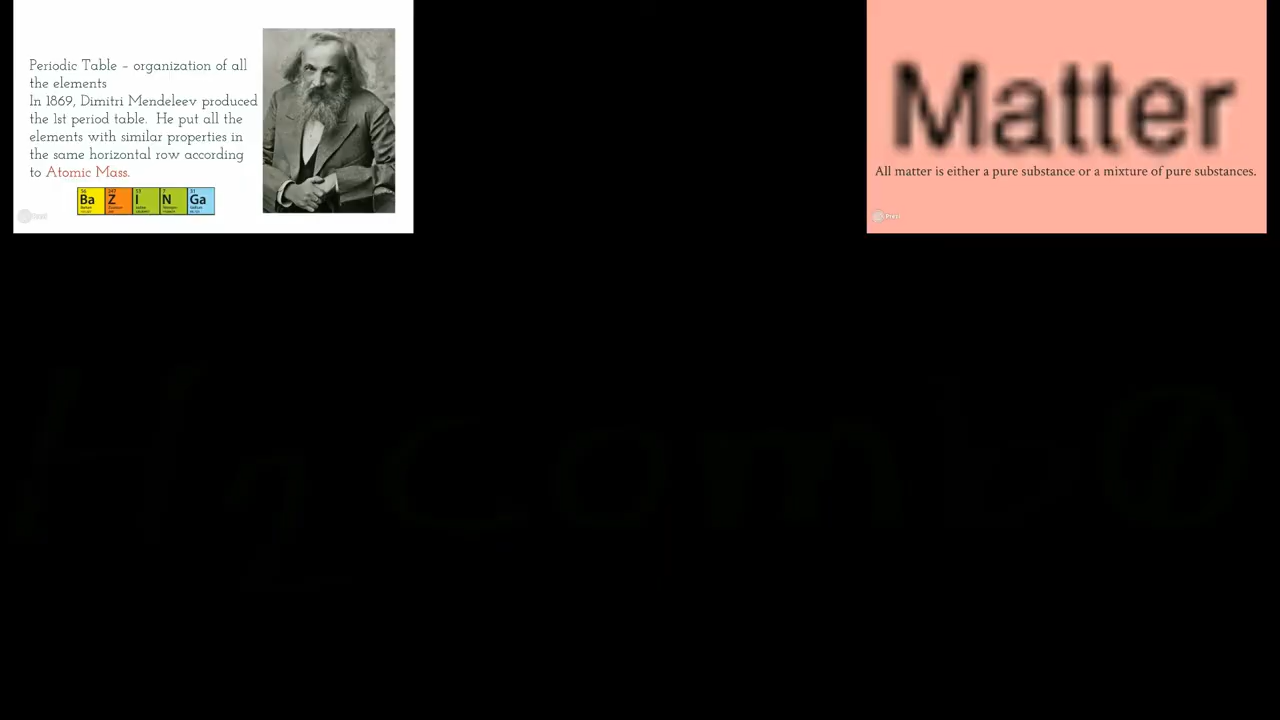 Periodic Table – organization of all
the elements
In 1869, Dimitri Mendeleev produced
the 1st period table. He put all the
elements with similar properties in
the same horizontal row according
to Atomic Mass.
Ba Z I N Ga
Matter
All matter is either a pure substance or a mixture of pure substances.
Prezi